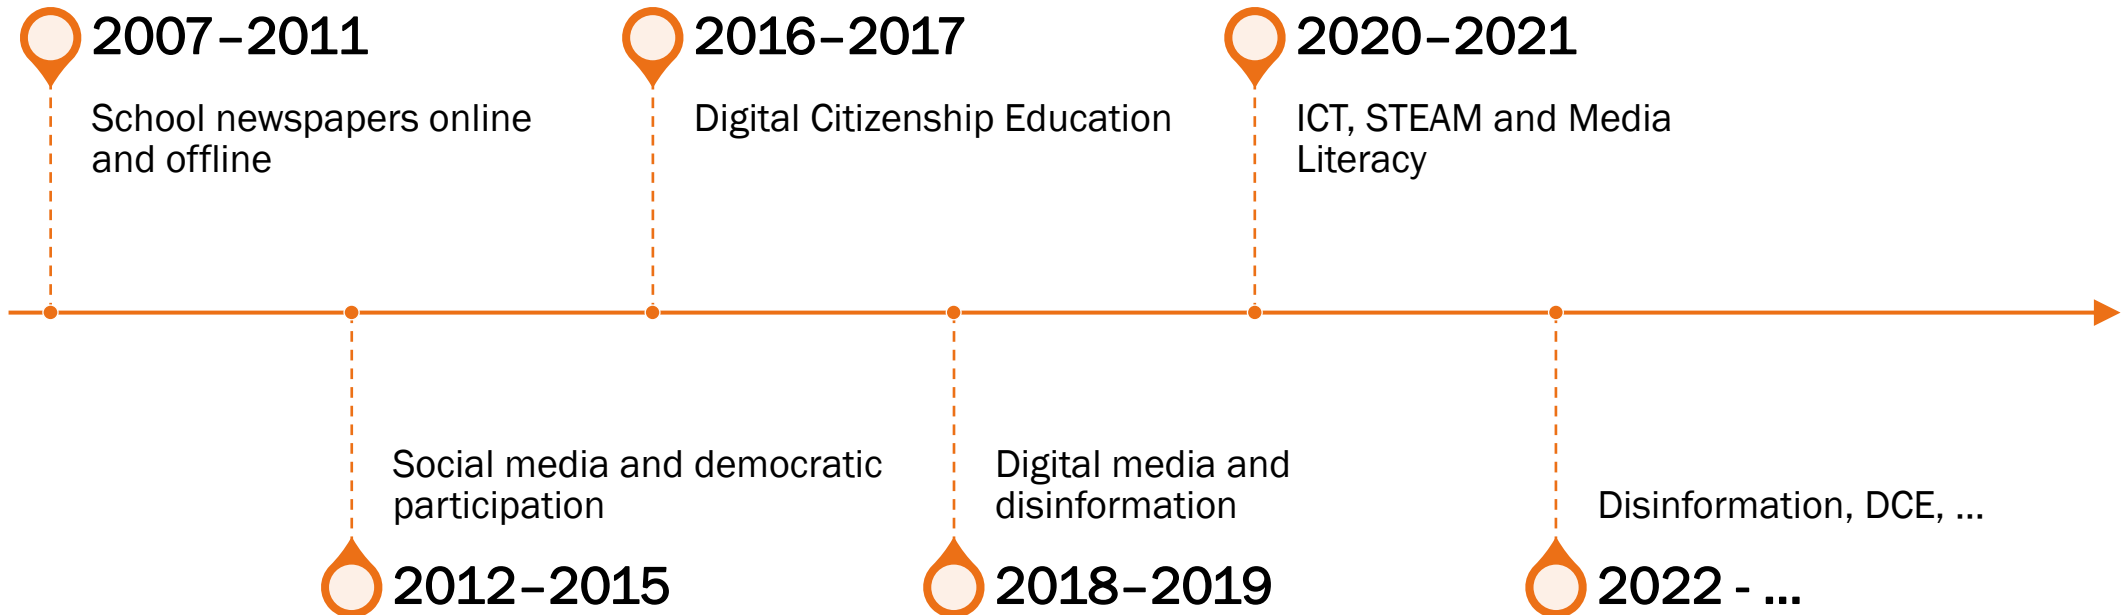 2007–2011
School newspapers online
and offline
2012–2015
Social media and democratic
participation
2016–2017
Digital Citizenship Education
2018–2019
Digital media and
disinformation
2020–2021
ICT, STEAM and Media
Literacy
2022 - ...
Disinformation, DCE, ...